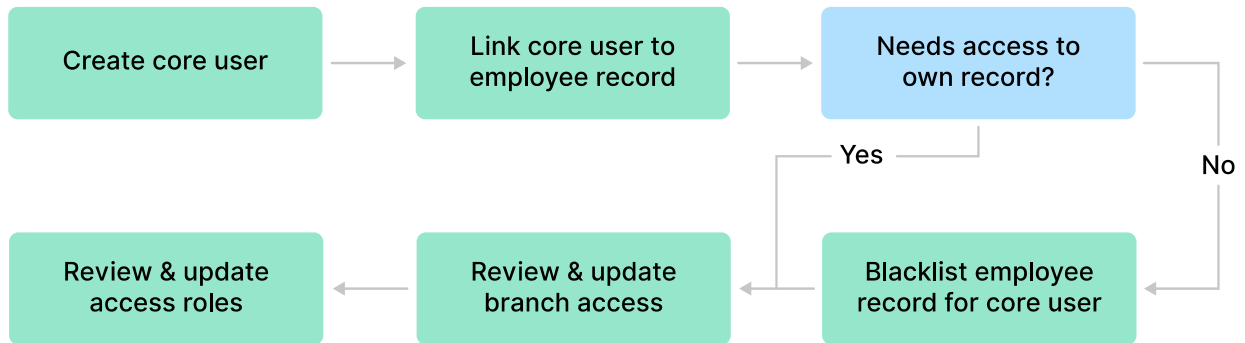 Create core user
Link core user to
employee record
Needs access to
own record?
Yes
No
Review & update
access roles
Review & update
branch access
Blacklist employee
record for core user